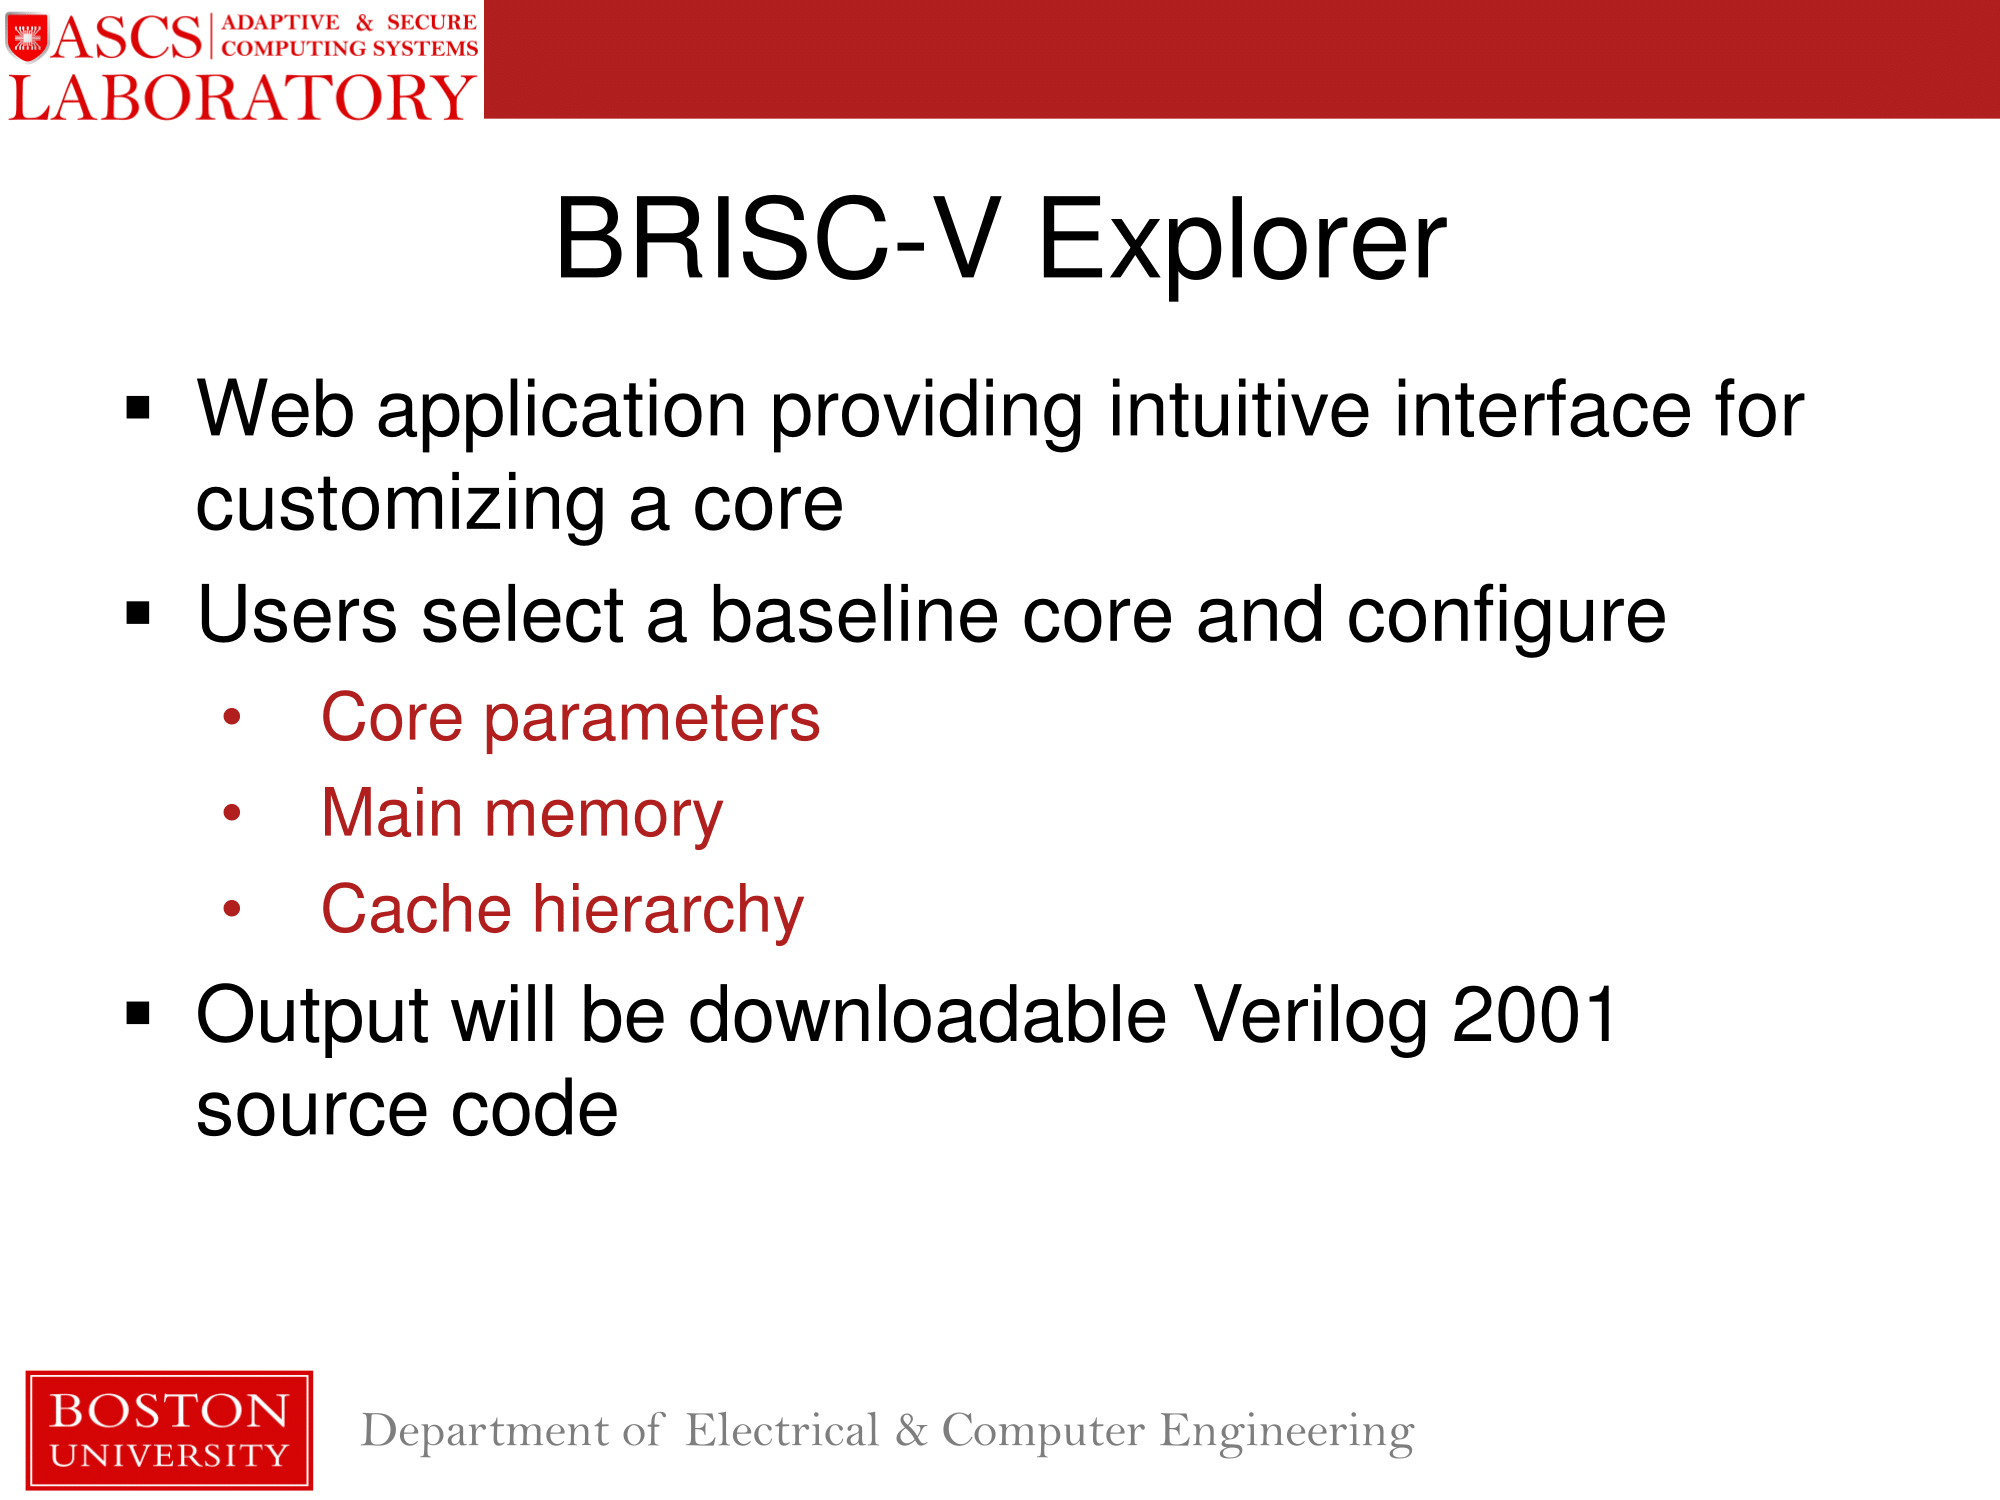 ASCS ADAPTIVE & SECURE
COMPUTING SYSTEMS
LABORATORY
BRISC-V Explorer
▪ Web application providing intuitive interface for
customizing a core
▪ Users select a baseline core and configure
• Core parameters
• Main memory
• Cache hierarchy
▪ Output will be downloadable Verilog 2001
source code
BOSTON
UNIVERSITY
Department of Electrical & Computer Engineering